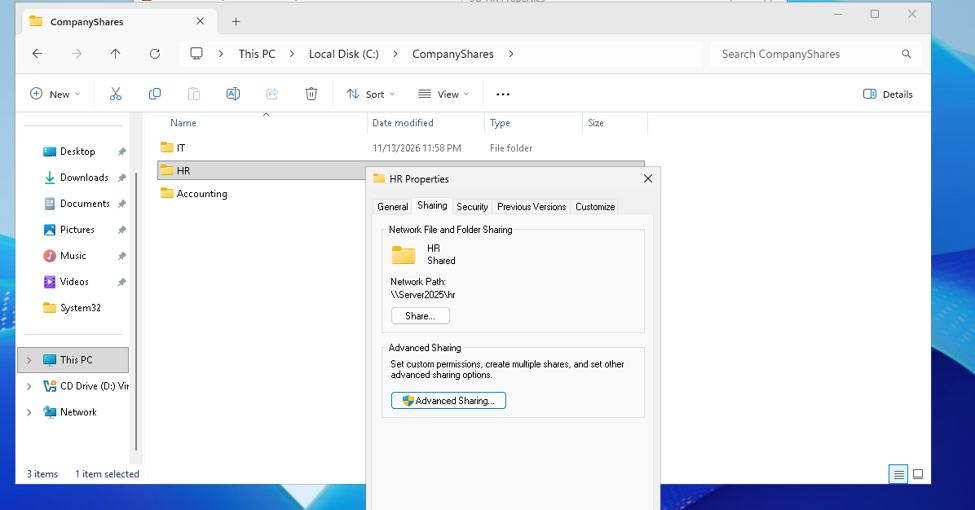 CompanyShares
This PC
Local Disk (C:)
CompanyShares
Search CompanyShares
New
Sort
View
Details
Name
Date modified
Type
Size
Desktop
Downloads
Documents
Pictures
Music
Videos
System32
This PC
CD Drive (D:) Vir
Network
IT
11/13/2026 11:58 PM
File folder
HR
Accounting
HR Properties
General
Sharing
Security
Previous Versions
Customize
Network File and Folder Sharing
HR
Shared
Network Path:
\\Server2025\hr
Share...
Advanced Sharing
Set custom permissions, create multiple shares, and set other
advanced sharing options.
Advanced Sharing...
3 items
1 item selected